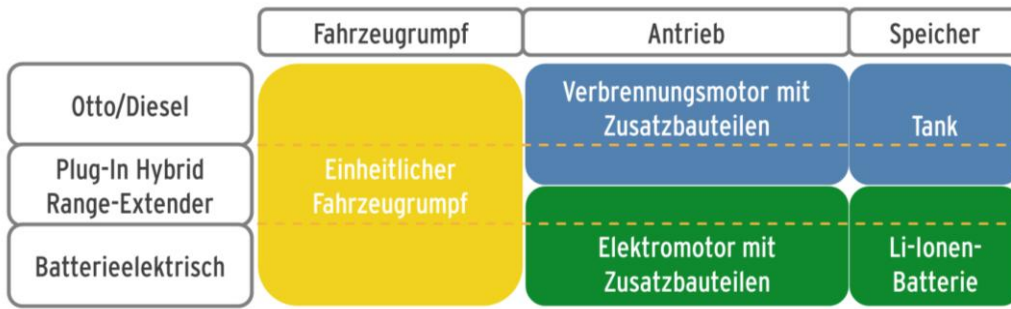 Fahrzeugrumpf
Antrieb
Speicher
Otto/Diesel
Verbrennungsmotor mit
Zusatzbauteilen
Tank
Plug-In Hybrid
Range-Extender
Einheitlicher
Fahrzeugrumpf
Batterieelektrisch
Elektromotor mit
Zusatzbauteilen
Li-Ionen-
Batterie